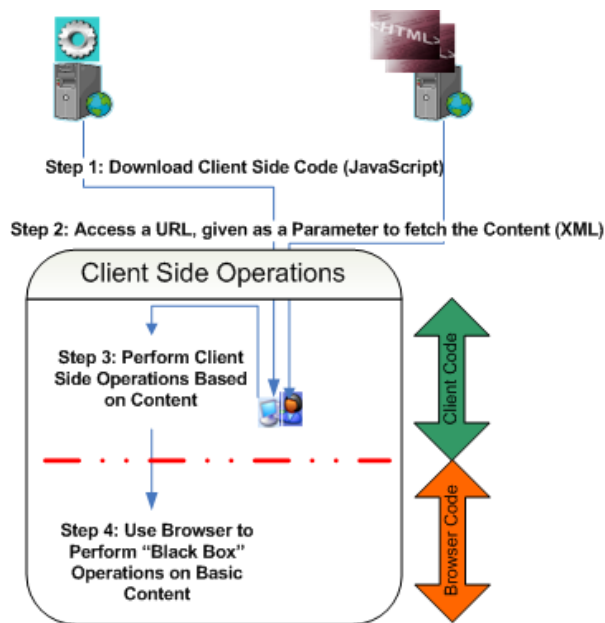 <HTML>
Step 1: Download Client Side Code (JavaScript)
Step 2: Access a URL, given as a Parameter to fetch the Content (XML)
Client Side Operations
Step 3: Perform Client
Side Operations Based
on Content
Client Code
Step 4: Use Browser to
Perform “Black Box”
Operations on Basic
Content
Browser Code